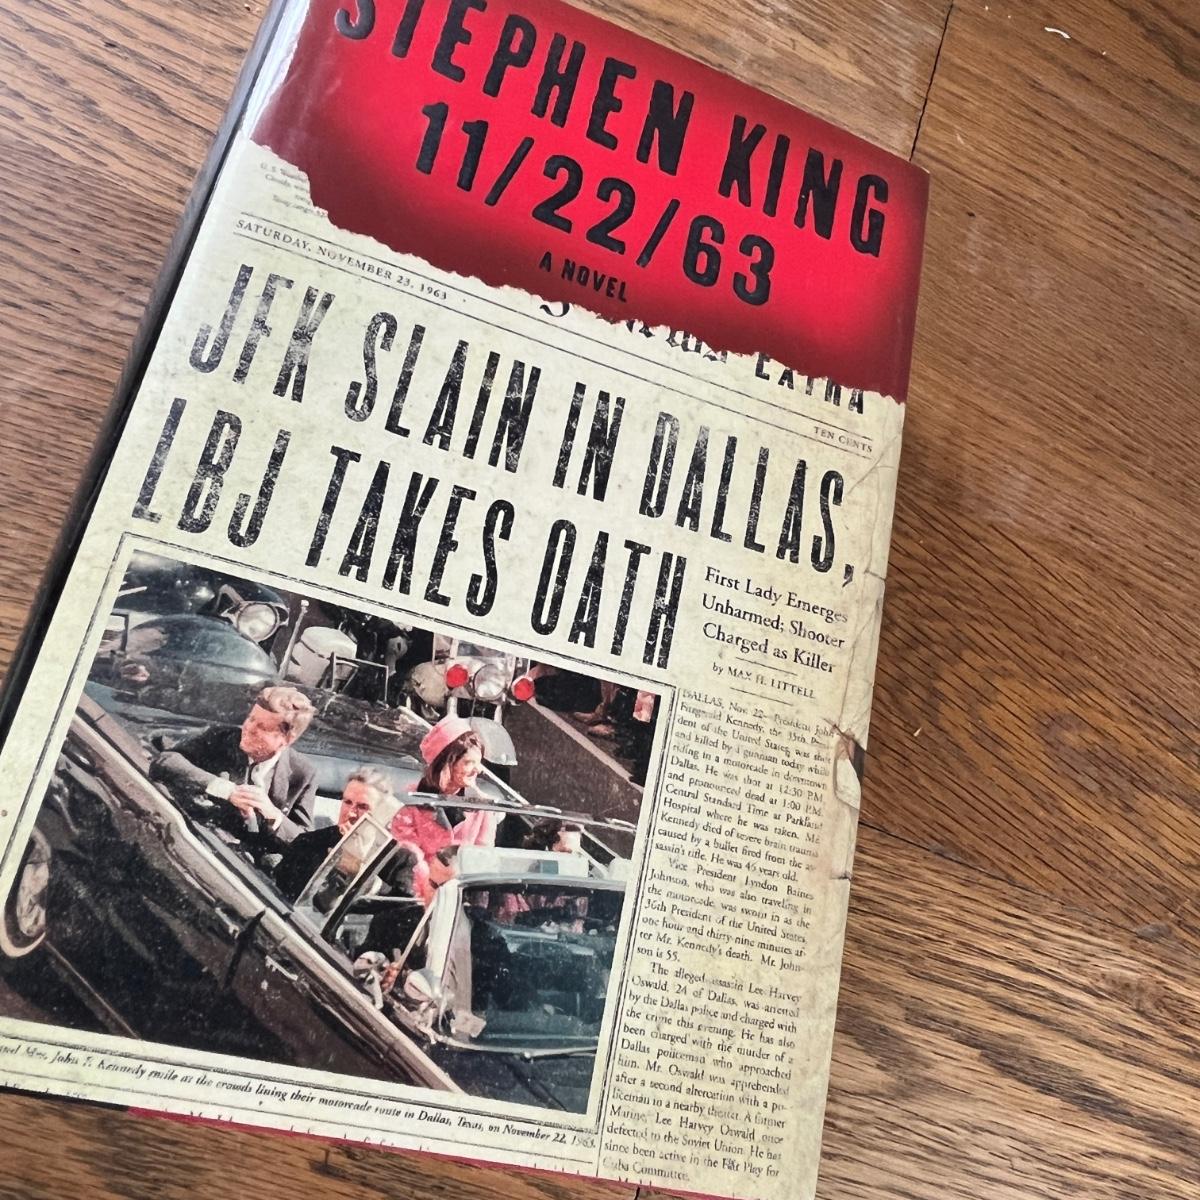 STEPHEN KING
11/22/63
A NOVEL
SATURDAY, NOVEMBER 23, 1963
EXTRA
TEN CENTS
JFK SLAIN IN DALLAS,
LBJ TAKES OATH
First Lady Emerges
Unharmed; Shooter
Charged as Killer
by MAX H. LITTELL
DALLAS, Nov. 22— President John
Fitzgerald Kennedy, the 35th
dent of the United States, was shot
and killed by a gunman today while
riding in a motorcade in downtown
Dallas. He was shot at 12:30 P.M.
and pronounced dead at 1:00 P.M.
Central Standard Time at Parkland
Hospital where he was taken. Mr.
Kennedy died of severe brain trauma
caused by a bullet fired from the as-
sassin's rifle. He was 46 years old.
Vice President Lyndon Baines
Johnson, who was also traveling in
the motorcade, was sworn in as the
36th President of the United States,
one hour and thirty-nine minutes af-
ter Mr. Kennedy's death. Mr. John-
son is 55.
The alleged assassin Lee Harvey
Oswald, 24 of Dallas, was arrested
by the Dallas police and charged with
the crime this evening. He has also
been charged with the murder of a
Dallas policeman who approached
him. Mr. Oswald was apprehended
after a second altercation with a po-
liceman in a nearby theater. A former
Marine, Lee Harvey Oswald once
defected to the Soviet Union. He has
since been active in the Fair Play for
Cuba Committee.
Mrs. John F. Kennedy smile at the crowds lining their motorcade route in Dallas, Texas, on November 22, 1963.